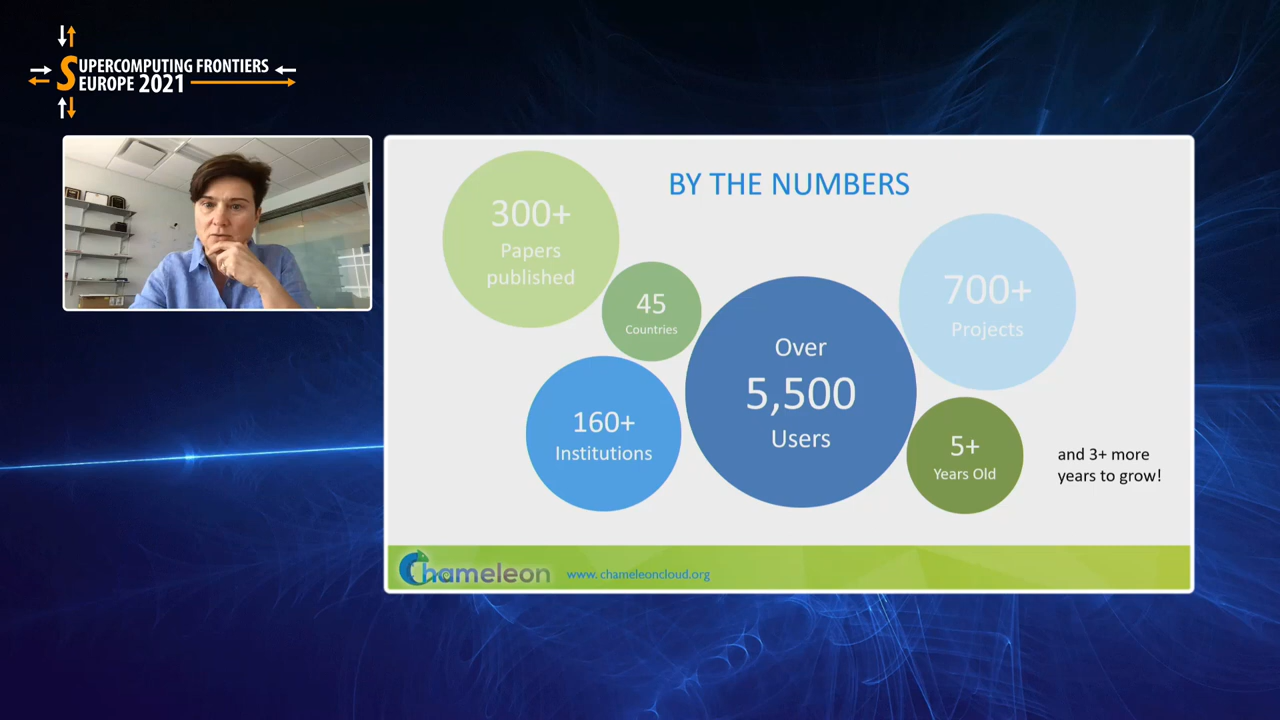 SUPERCOMPUTING FRONTIERS
EUROPE 2021
BY THE NUMBERS
300+
Papers
published
45
Countries
160+
Institutions
Over
5,500
Users
700+
Projects
5+
Years Old
and 3+ more
years to grow!
Chameleon
www. chameleoncloud.org